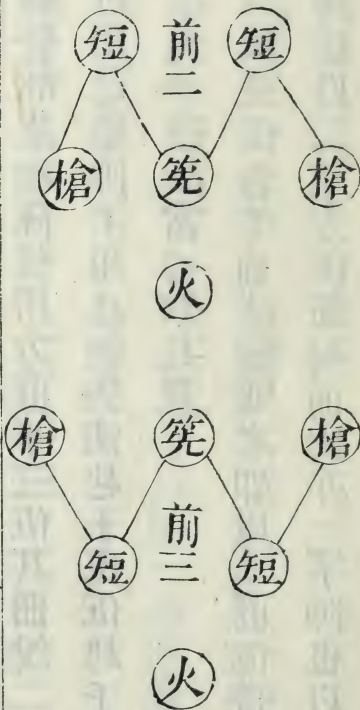 短 前二 短
槍 筅 槍
火
槍 筅 槍
短 前三 短
火